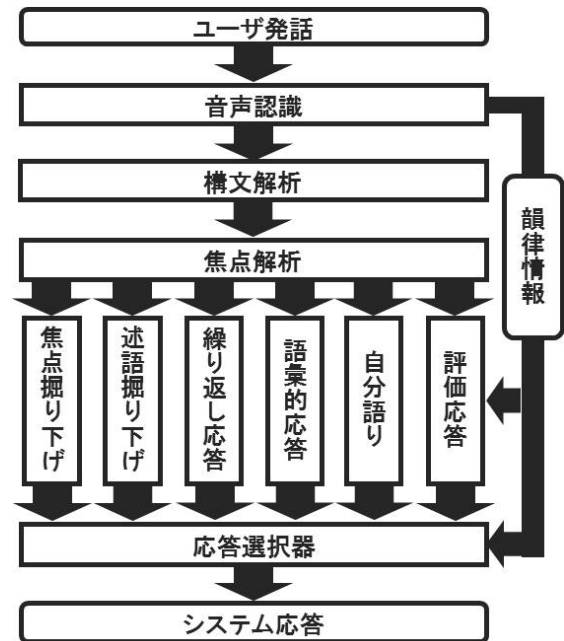 ユーザ発話
音声認識
構文解析
焦点解析
韻律情報
焦点掘り下げ
述語掘り下げ
繰り返し応答
語彙的応答
自分語り
評価応答
応答選択器
システム応答